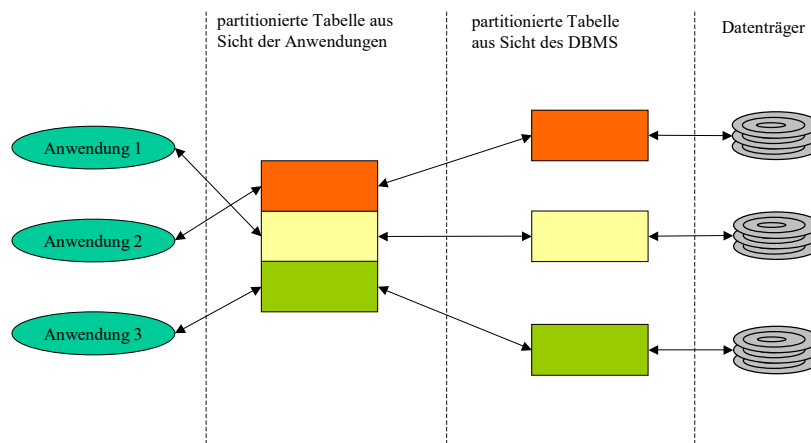 partitionierte Tabelle aus
Sicht der Anwendungen
partitionierte Tabelle
aus Sicht des DBMS
Datenträger
Anwendung 1
Anwendung 2
Anwendung 3